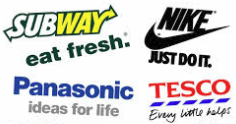 SUBWAY®
eat fresh.®
NIKE
JUST DO IT.
Panasonic
ideas for life
TESCO
Every little helps